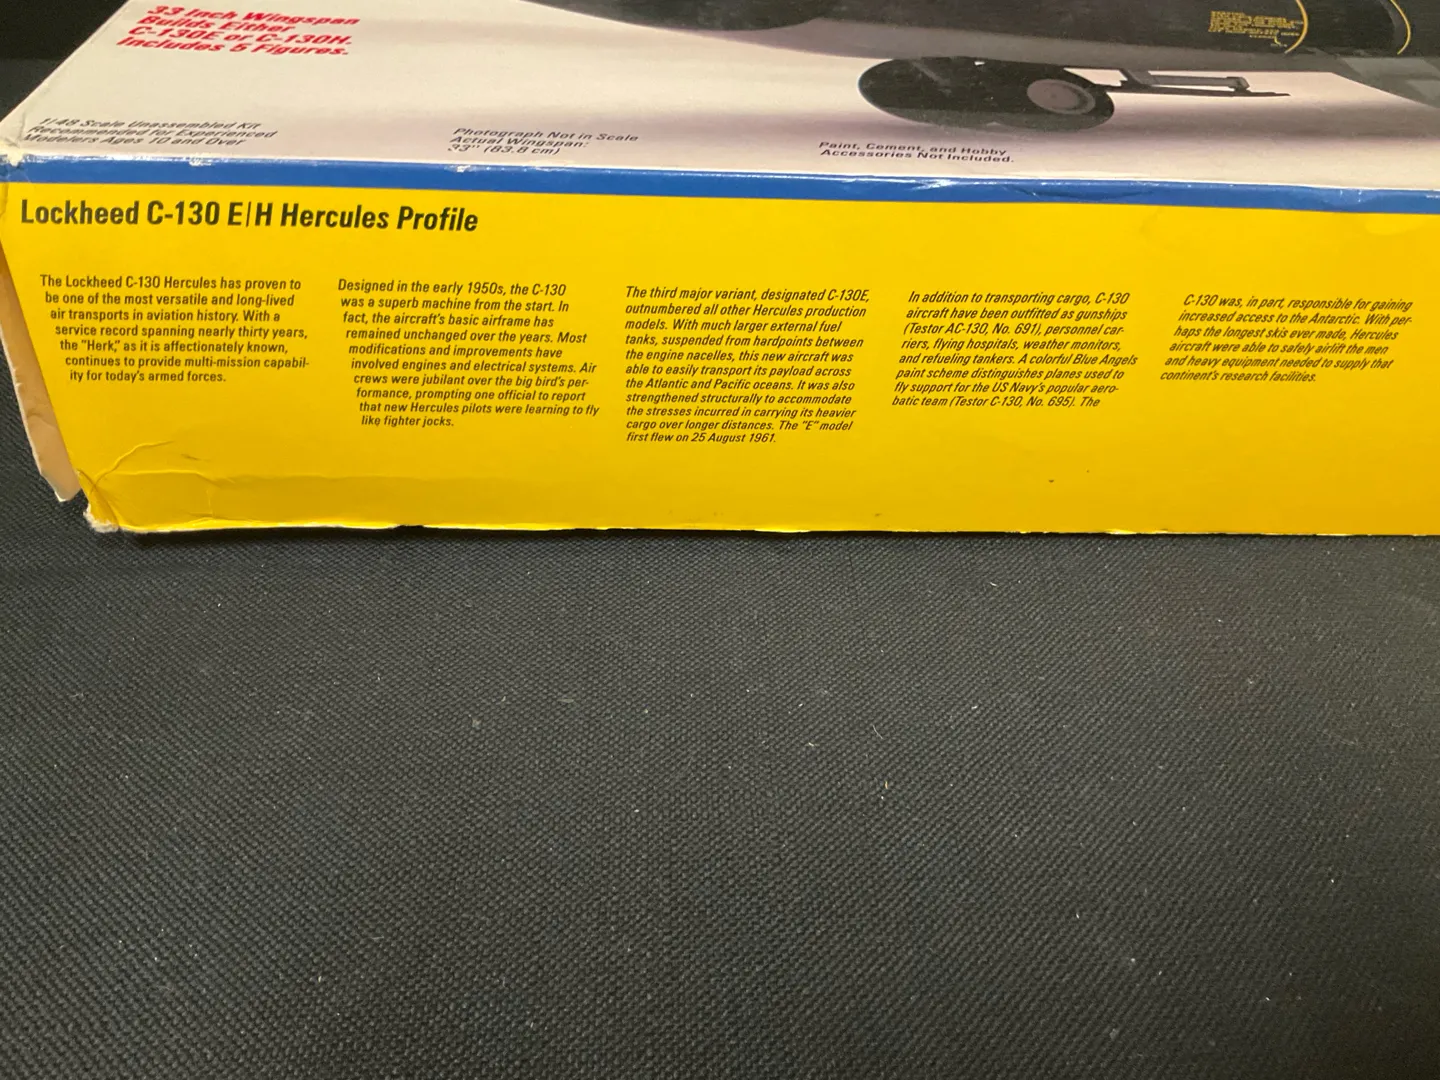 33 Inch Wingspan
Builds Either
C-130E or C-130H.
Includes 5 Figures.
1/48 Scale Unassembled Kit
Recommended for Experienced
Modelers Ages 10 and Over
Photograph Not in Scale
Actual Wingspan:
33" (83.8 cm)
Paint, Cement, and Hobby
Accessories Not Included.
Lockheed C-130 E/H Hercules Profile
The Lockheed C-130 Hercules has proven to
be one of the most versatile and long-lived
air transports in aviation history. With a
service record spanning nearly thirty years,
the "Herk," as it is affectionately known,
continues to provide multi-mission capabil-
ity for today's armed forces.
Designed in the early 1950s, the C-130
was a superb machine from the start. In
fact, the aircraft's basic airframe has
remained unchanged over the years. Most
modifications and improvements have
involved engines and electrical systems. Air
crews were jubilant over the big bird's per-
formance, prompting one official to report
that new Hercules pilots were learning to fly
like fighter jocks.
The third major variant, designated C-130E,
outnumbered all other Hercules production
models. With much larger external fuel
tanks, suspended from hardpoints between
the engine nacelles, this new aircraft was
able to easily transport its payload across
the Atlantic and Pacific oceans. It was also
strengthened structurally to accommodate
the stresses incurred in carrying its heavier
cargo over longer distances. The "E" model
first flew on 25 August 1961.
In addition to transporting cargo, C-130
aircraft have been outfitted as gunships
(Testor AC-130, No. 691), personnel car-
riers, flying hospitals, weather monitors,
and refueling tankers. A colorful Blue Angels
paint scheme distinguishes planes used to
fly support for the US Navy's popular aero-
batic team (Testor C-130, No. 695). The
C-130 was, in part, responsible for gaining
increased access to the Antarctic. With per-
haps the longest skis ever made, Hercules
aircraft were able to safely airlift the men
and heavy equipment needed to supply that
continent's research facilities.